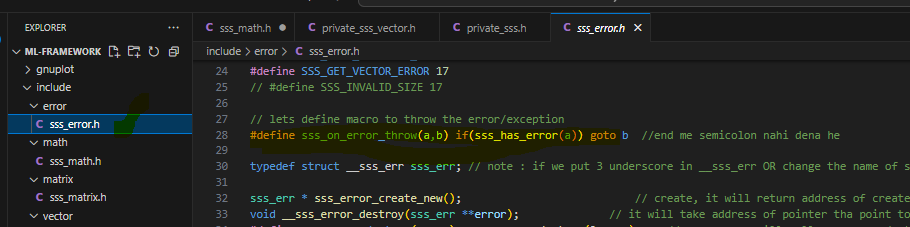 EXPLORER
ML-FRAMEWORK
gnuplot
include
error
C sss_error.h
math
C sss_math.h
matrix
C sss_matrix.h
vector
C sss_math.h
C private_sss_vector.h
C private_sss.h
C sss_error.h
include > error > C sss_error.h
24 #define SSS_GET_VECTOR_ERROR 17
25 // #define SSS_INVALID_SIZE 17
26
27 // lets define macro to throw the error/exception
28 #define sss_on_error_throw(a,b) if(sss_has_error(a)) goto b //end me semicolon nahi dena he
29
30 typedef struct __sss_err sss_err; // note : if we put 3 underscore in __sss_err OR change the name of s
31
32 sss_err * sss_error_create_new(); // create, it will return address of create
33 void __sss_error_destroy(sss_err **error); // it will take address of pointer tha point to